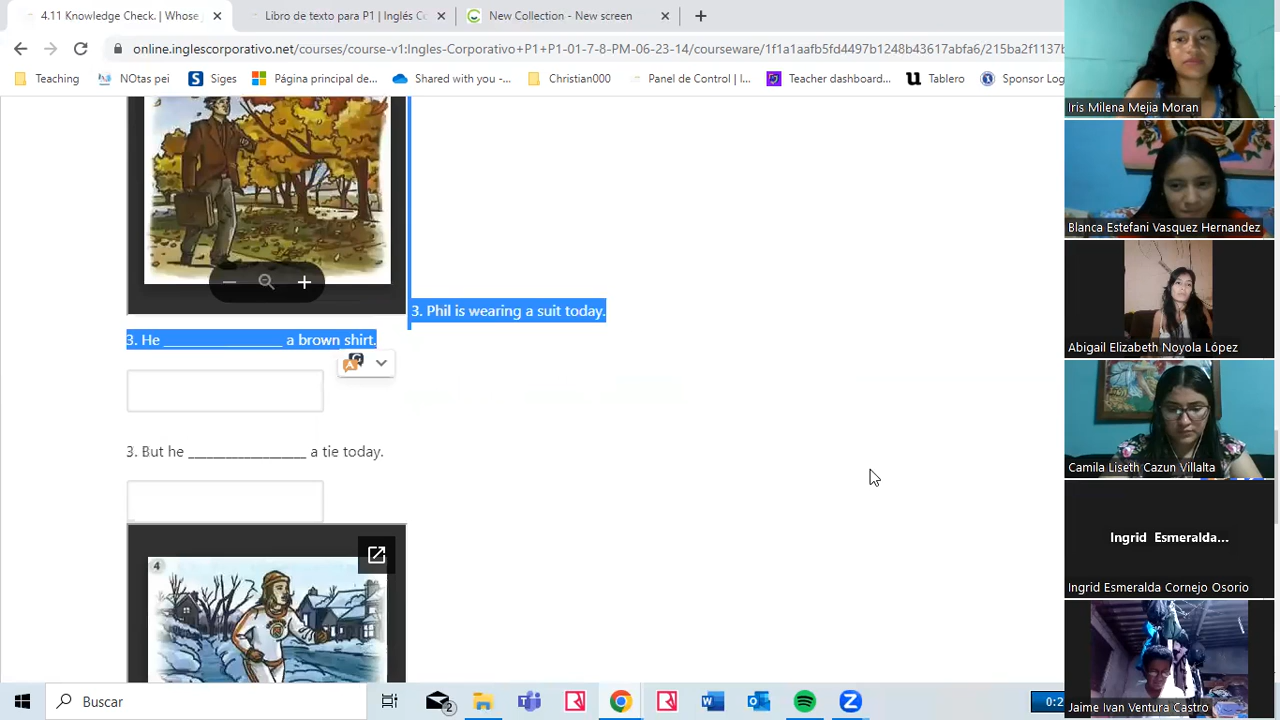 4.11 Knowledge Check. | Whose
Libro de texto para P1 | Inglés C
New Collection - New screen
online.inglescorporativo.net/courses/course-v1:Ingles-Corporativo+P1+P1-01-7-8-PM-06-23-14/courseware/1f1a1aafb5fd4497b1248b43617abfa6/215ba2f1137b
Teaching
NOtas pei
Siges
Página principal de...
Shared with you -...
Christian000
Panel de Control | I...
Teacher dashboard...
Tablero
Sponsor Log
3. Phil is wearing a suit today.
3. He _________________ a brown shirt.
3. But he _________________ a tie today.
4
Buscar
2
0:2
Iris Milena Mejia Moran
Blanca Estefani Vasquez Hernandez
Abigail Elizabeth Noyola López
Camila Liseth Cazun Villalta
Ingrid Esmeralda...
Ingrid Esmeralda Cornejo Osorio
Jaime Ivan Ventura Castro